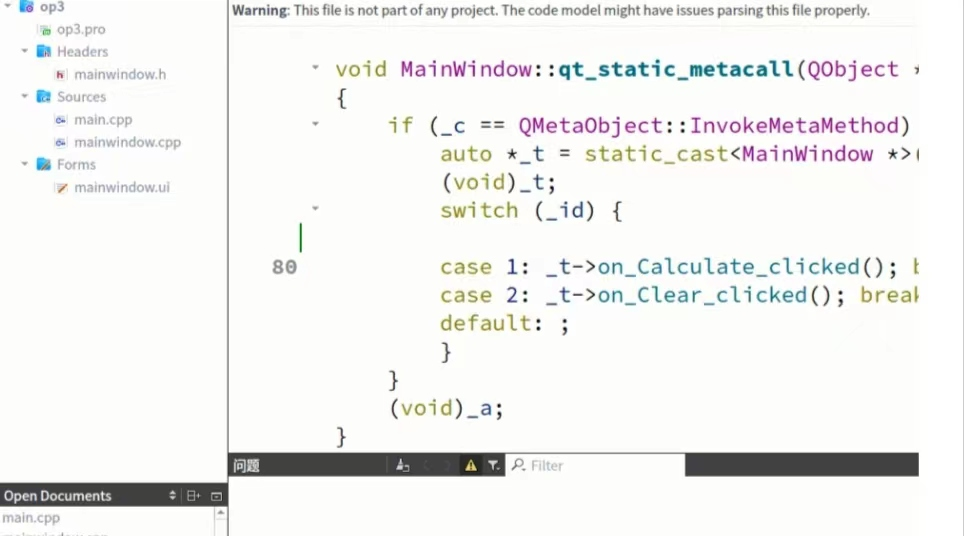 op3
Warning: This file is not part of any project. The code model might have issues parsing this file properly.
op3.pro
Headers
mainwindow.h
Sources
main.cpp
mainwindow.cpp
Forms
mainwindow.ui
void MainWindow::qt_static_metacall(QObject *
{
if (_c == QMetaObject::InvokeMetaMethod)
auto *_t = static_cast<MainWindow *>(
(void)_t;
switch (_id) {
80 case 1: _t->on_Calculate_clicked(); b
case 2: _t->on_Clear_clicked(); break
default: ;
}
}
(void)_a;
}
问题
Filter
Open Documents
main.cpp